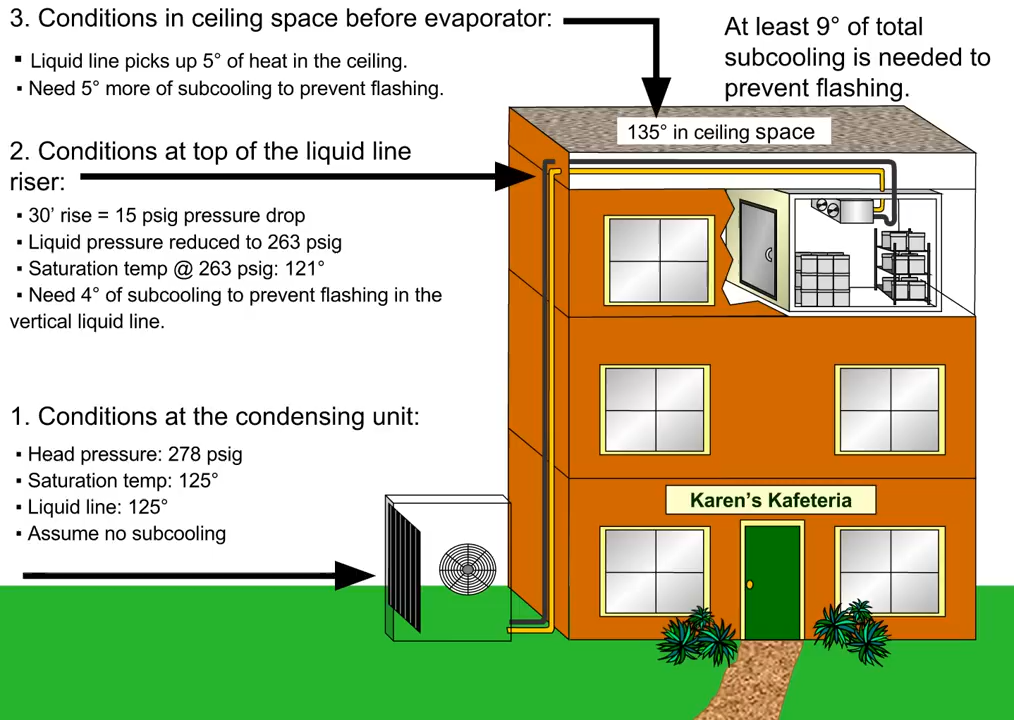 3. Conditions in ceiling space before evaporator:
▪ Liquid line picks up 5° of heat in the ceiling.
▪ Need 5° more of subcooling to prevent flashing.
At least 9° of total
subcooling is needed to
prevent flashing.
135° in ceiling space
2. Conditions at top of the liquid line
riser:
▪ 30’ rise = 15 psig pressure drop
▪ Liquid pressure reduced to 263 psig
▪ Saturation temp @ 263 psig: 121°
▪ Need 4° of subcooling to prevent flashing in the
vertical liquid line.
1. Conditions at the condensing unit:
▪ Head pressure: 278 psig
▪ Saturation temp: 125°
▪ Liquid line: 125°
▪ Assume no subcooling
Karen’s Kafeteria